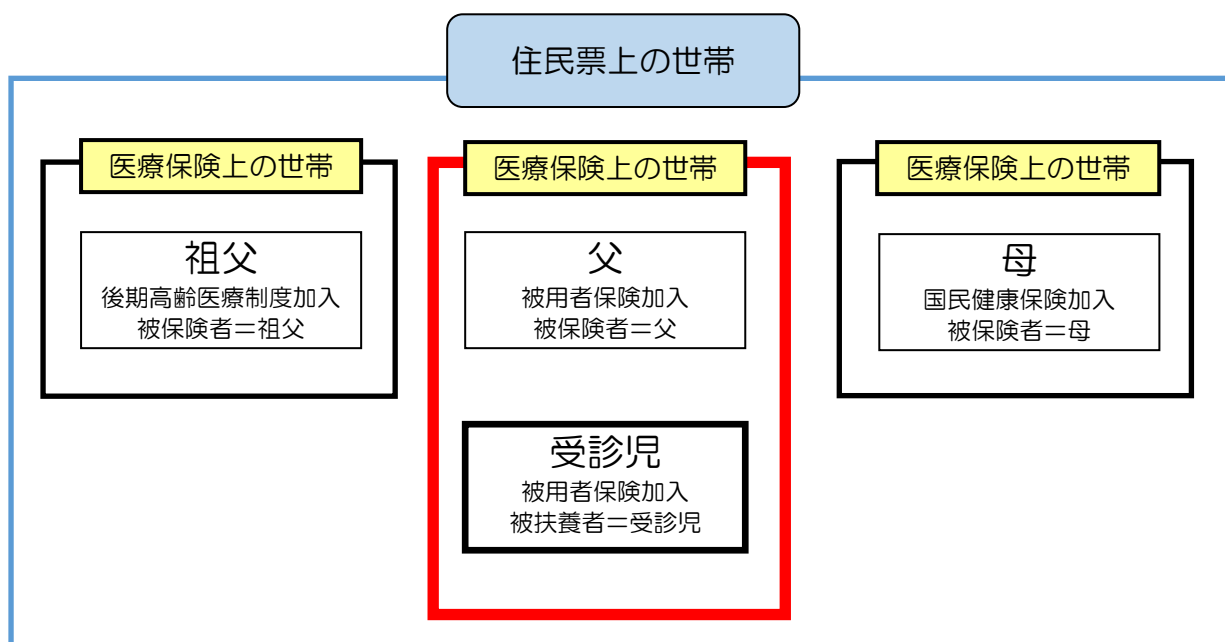 住民票上の世帯
医療保険上の世帯
祖父
後期高齢医療制度加入
被保険者＝祖父
医療保険上の世帯
父
被用者保険加入
被保険者＝父
受診児
被用者保険加入
被扶養者＝受診児
医療保険上の世帯
母
国民健康保険加入
被保険者＝母